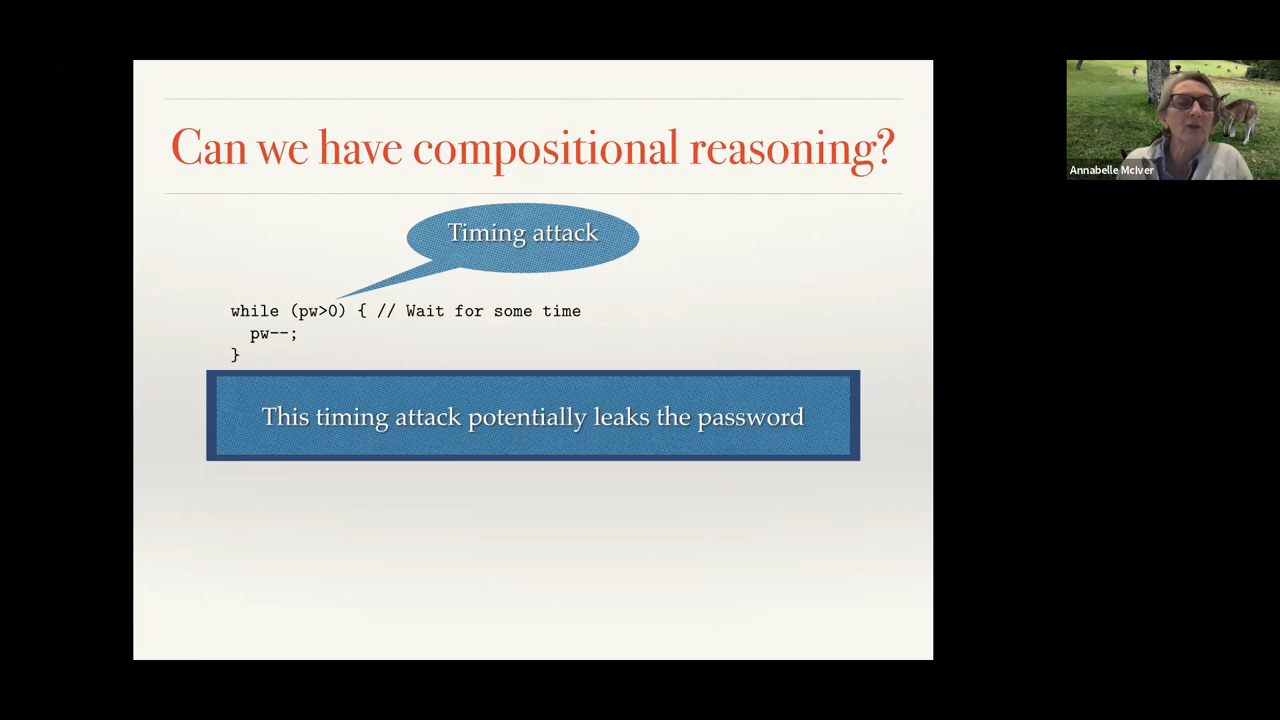 Can we have compositional reasoning?
Timing attack
while (pw>0) { // Wait for some time
pw--;
}
This timing attack potentially leaks the password
Annabelle McIver